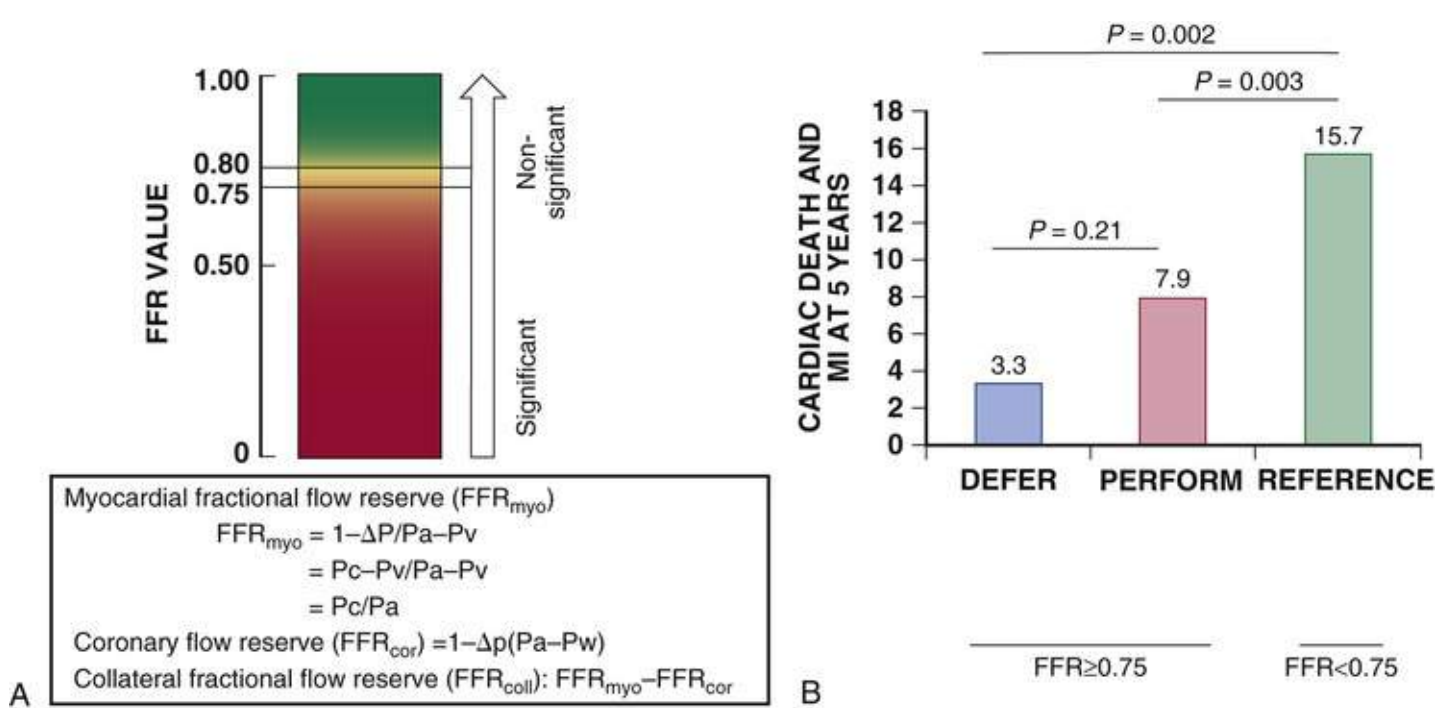 1.00
0.80
0.75
0.50
0
FFR VALUE
Non-
significant
Significant
Myocardial fractional flow reserve (FFRmyo)
FFRmyo = 1–ΔP/Pa–Pv
= Pc–Pv/Pa–Pv
= Pc/Pa
Coronary flow reserve (FFRcor) =1–Δp(Pa–Pw)
Collateral fractional flow reserve (FFRcoll): FFRmyo–FFRcor
A
P = 0.002
P = 0.003
P = 0.21
CARDIAC DEATH AND
MI AT 5 YEARS
18
16
14
12
10
8
6
4
2
0
3.3
7.9
15.7
DEFER PERFORM REFERENCE
FFR≥0.75 FFR<0.75
B